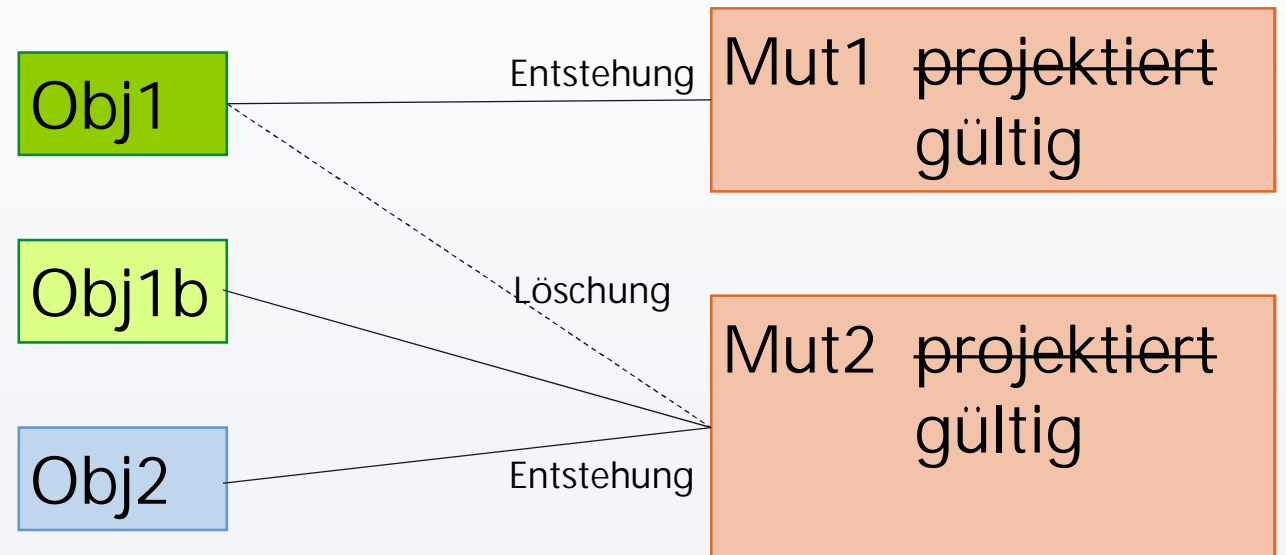 Obj1
Entstehung
Mut1 projektiert
gültig
Obj1b
Löschung
Mut2 projektiert
gültig
Obj2
Entstehung